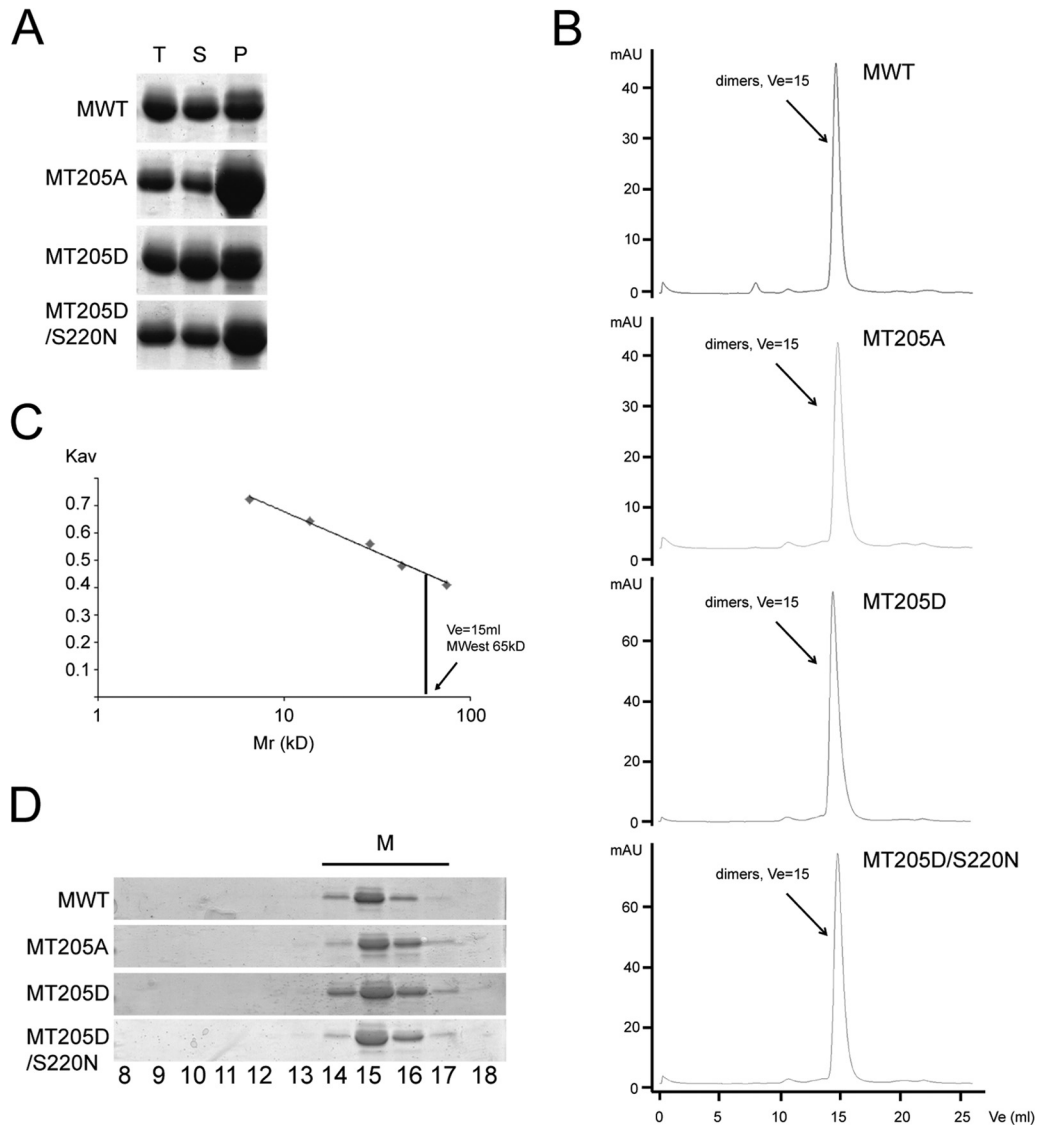 A
T S P
MWT
MT205A
MT205D
MT205D
/S220N
B
mAU
MWT
dimers, Ve=15
40
30
20
10
0
mAU
MT205A
dimers, Ve=15
40
30
20
10
0
mAU
MT205D
dimers, Ve=15
60
40
20
0
mAU
MT205D/S220N
dimers, Ve=15
60
40
20
0
0 5 10 15 20 25 Ve (ml)
C
Kav
0.7
0.6
0.5
0.4
0.3
0.2
0.1
Ve=15ml
MWest 65kD
1 10 100
Mr (kD)
D
M
MWT
MT205A
MT205D
MT205D
/S220N
8 9 10 11 12 13 14 15 16 17 18